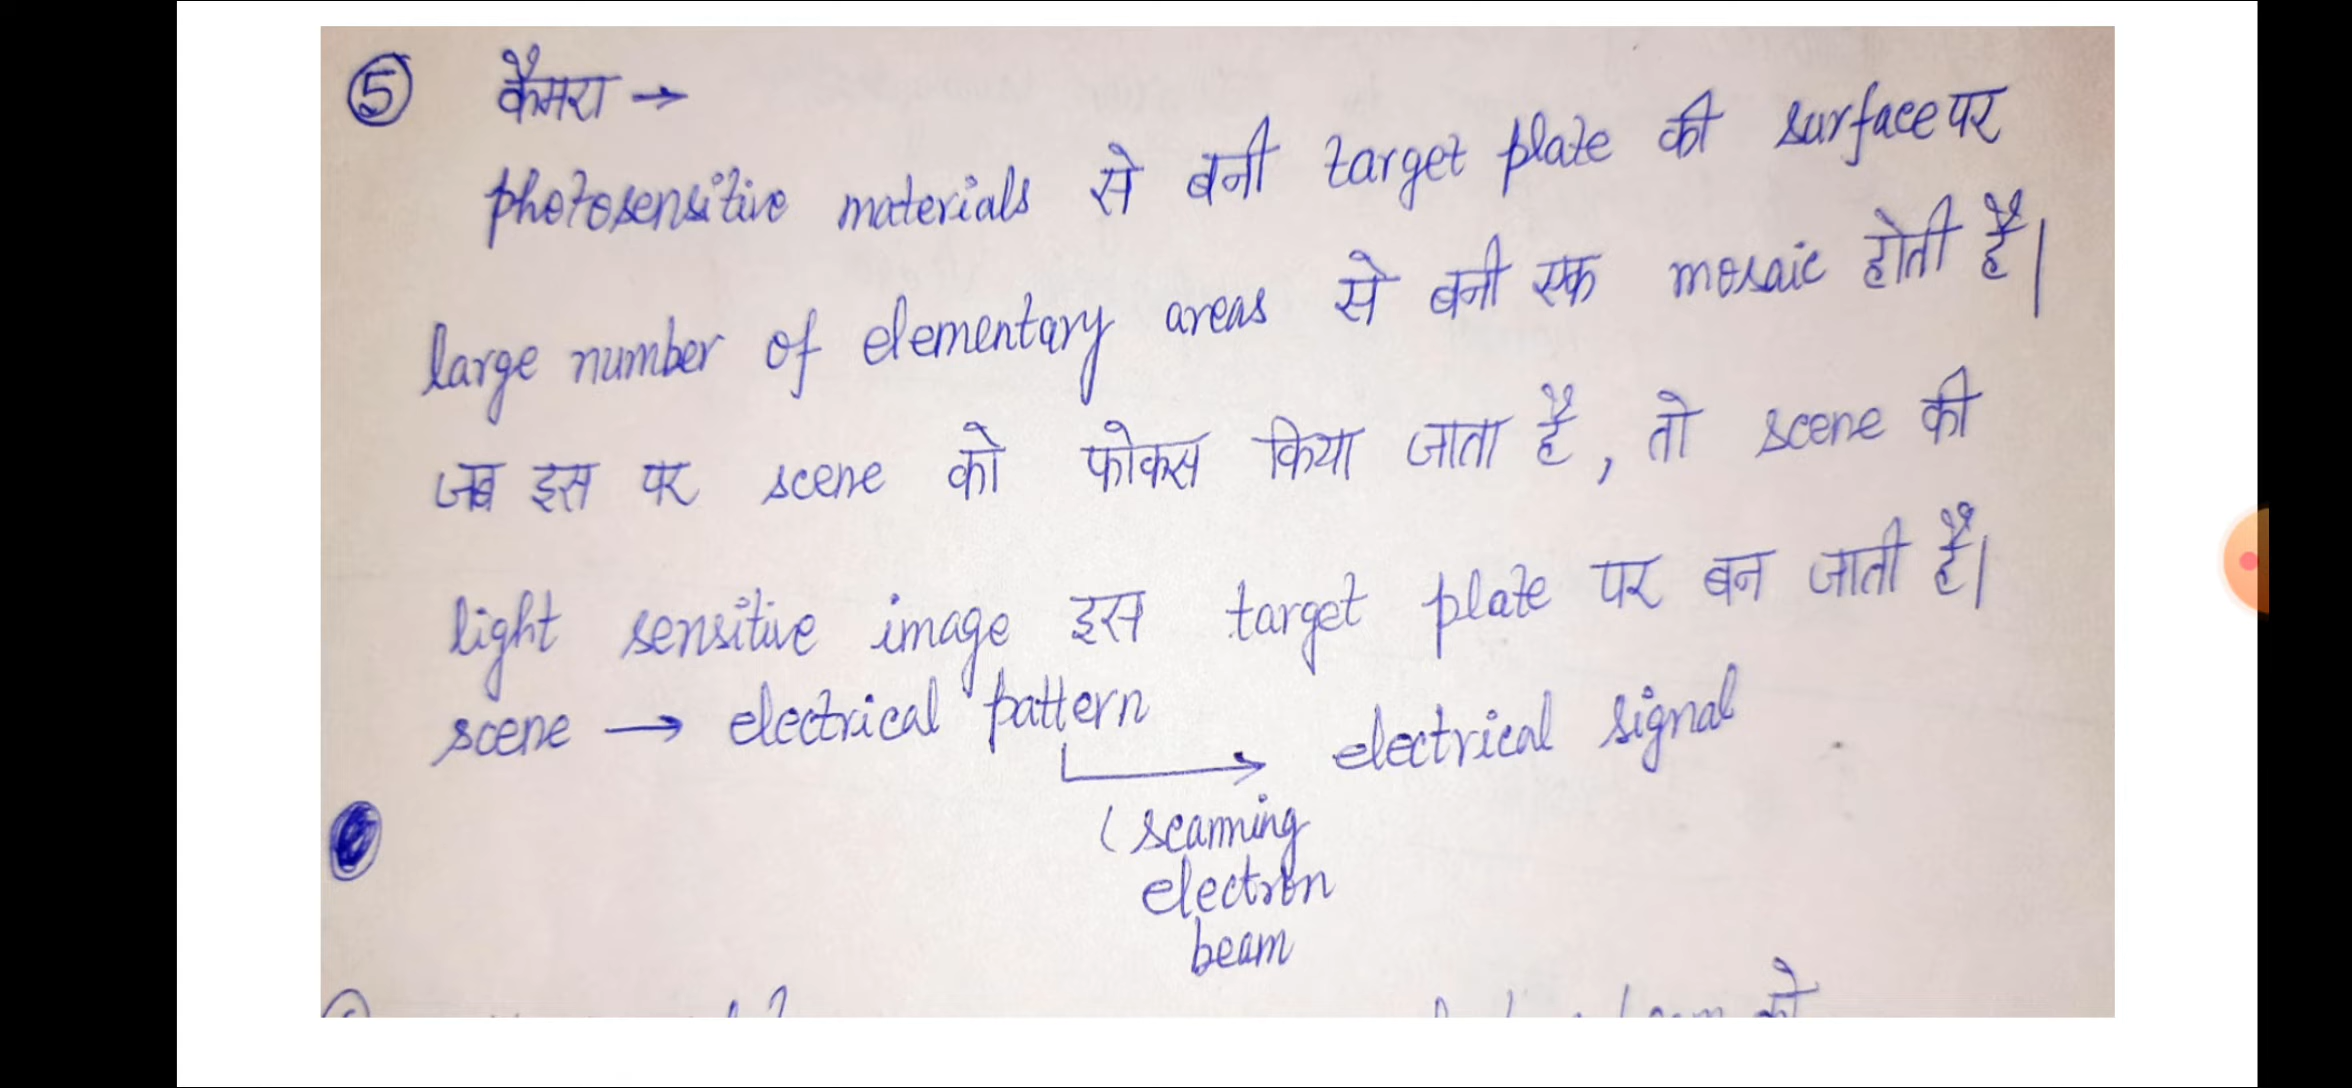 ⑤ कैमरा →
photosensitive materials से बनी target plate की surface पर
large number of elementary areas से बनी एक mosaic होती है।
जब इस पर scene को फोकस किया जाता है, तो scene की
light sensitive image इस target plate पर बन जाती है।
scene → electrical pattern
electrical signal
(scanning
electron
beam
beam को